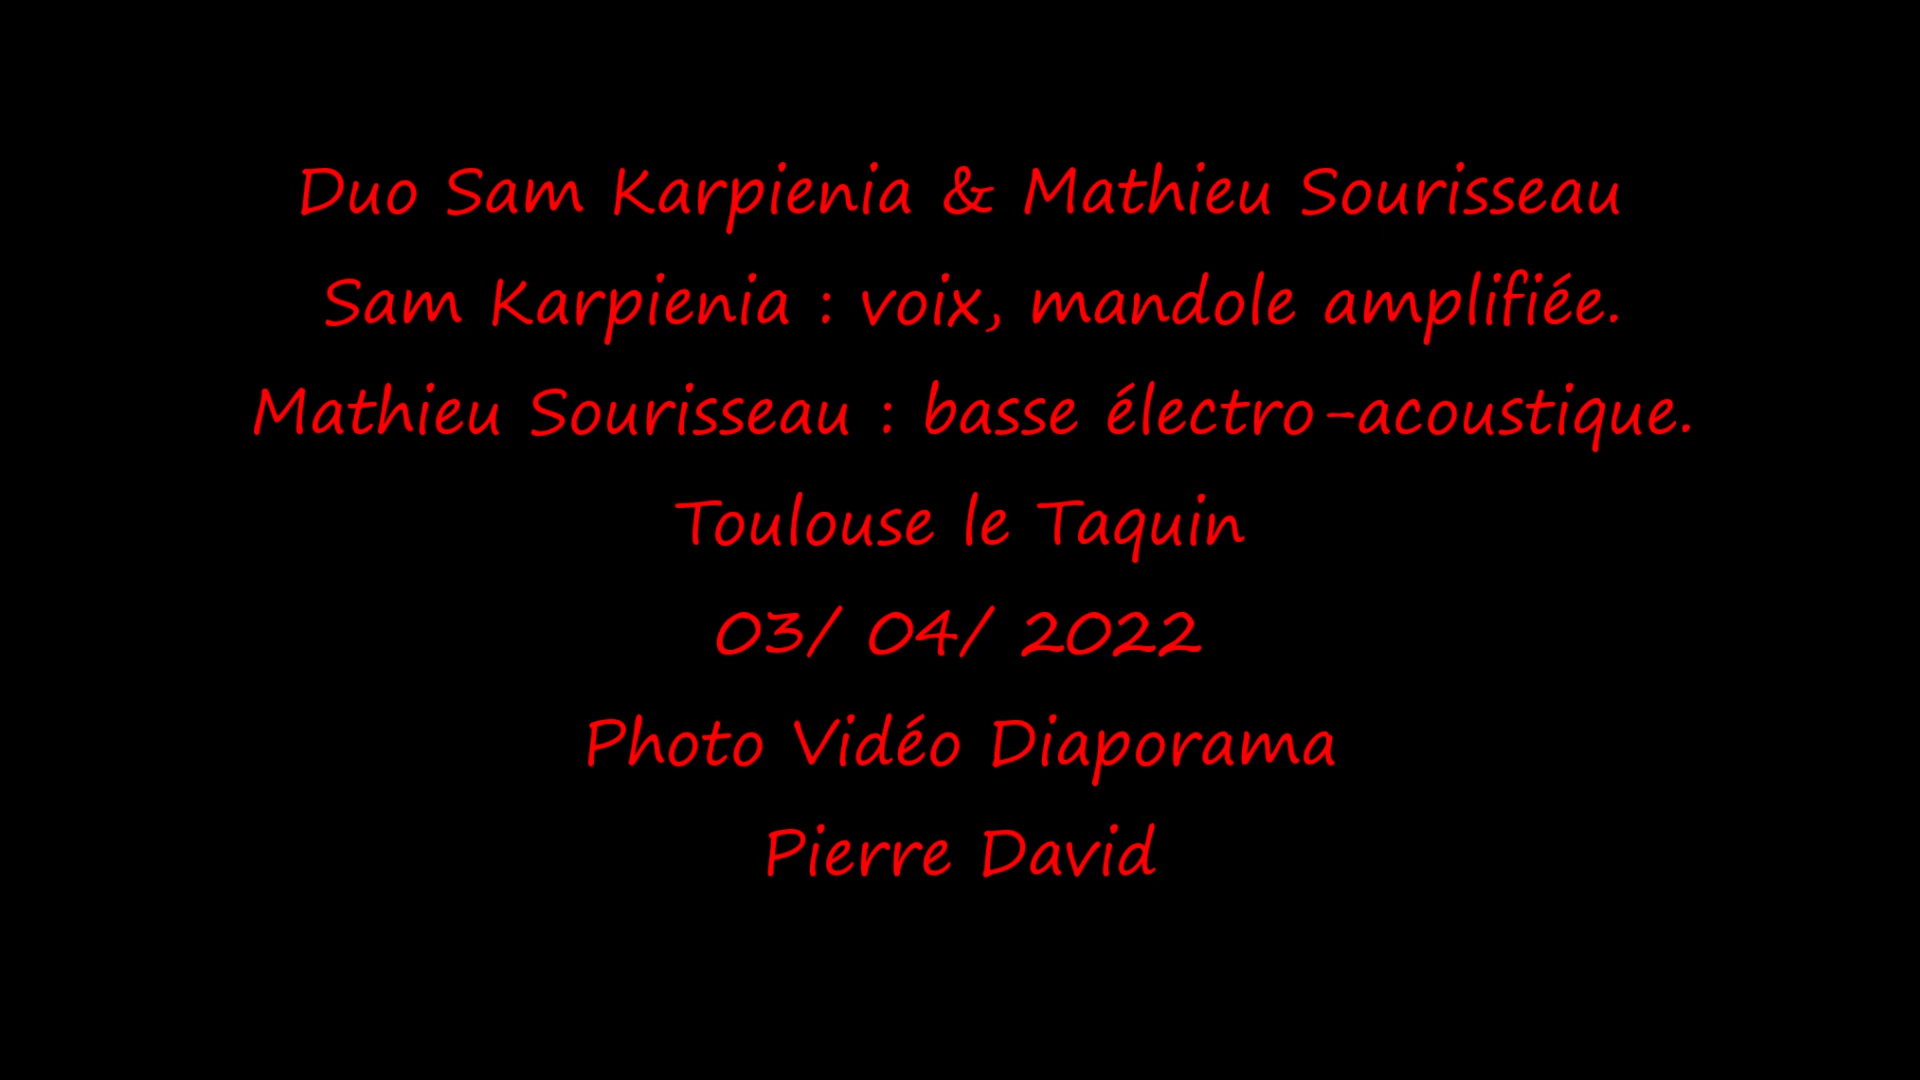 Duo Sam Karpienia & Mathieu Sourisseau
Sam Karpienia : voix, mandole amplifiée.
Mathieu Sourisseau : basse électro-acoustique.
Toulouse le Taquin
03/ 04/ 2022
Photo Vidéo Diaporama
Pierre David